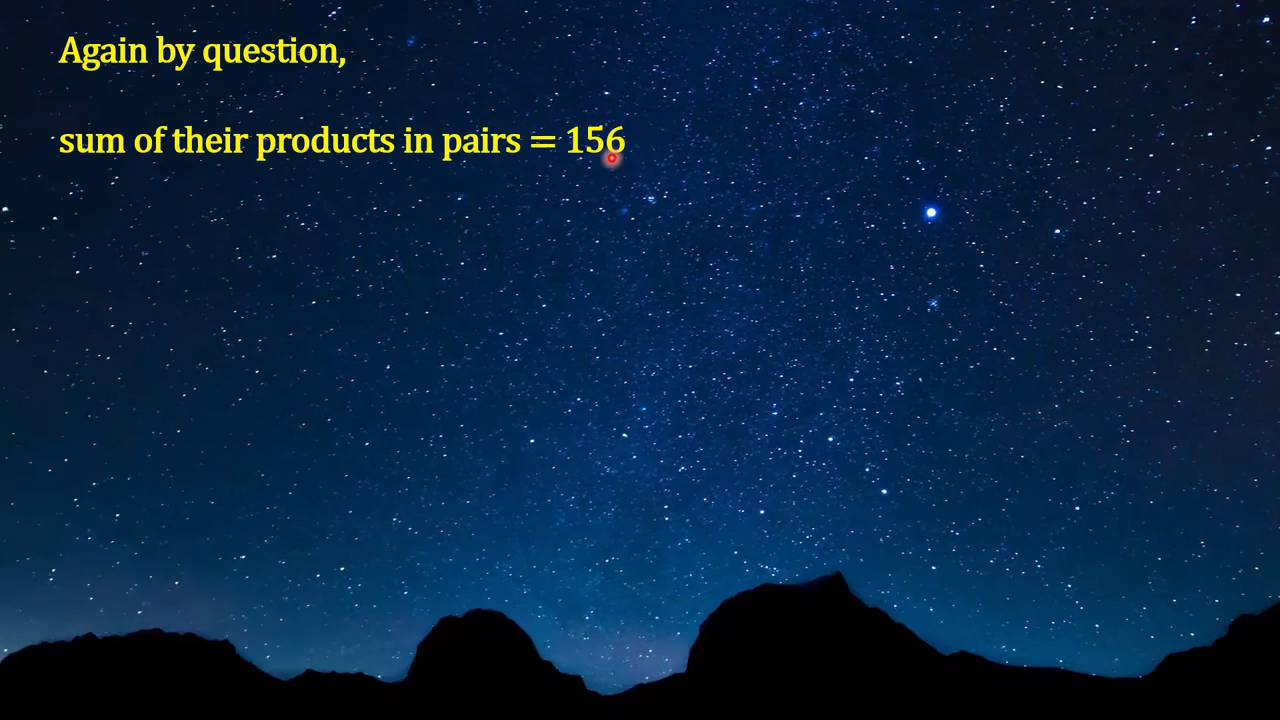 Again by question,
sum of their products in pairs = 156